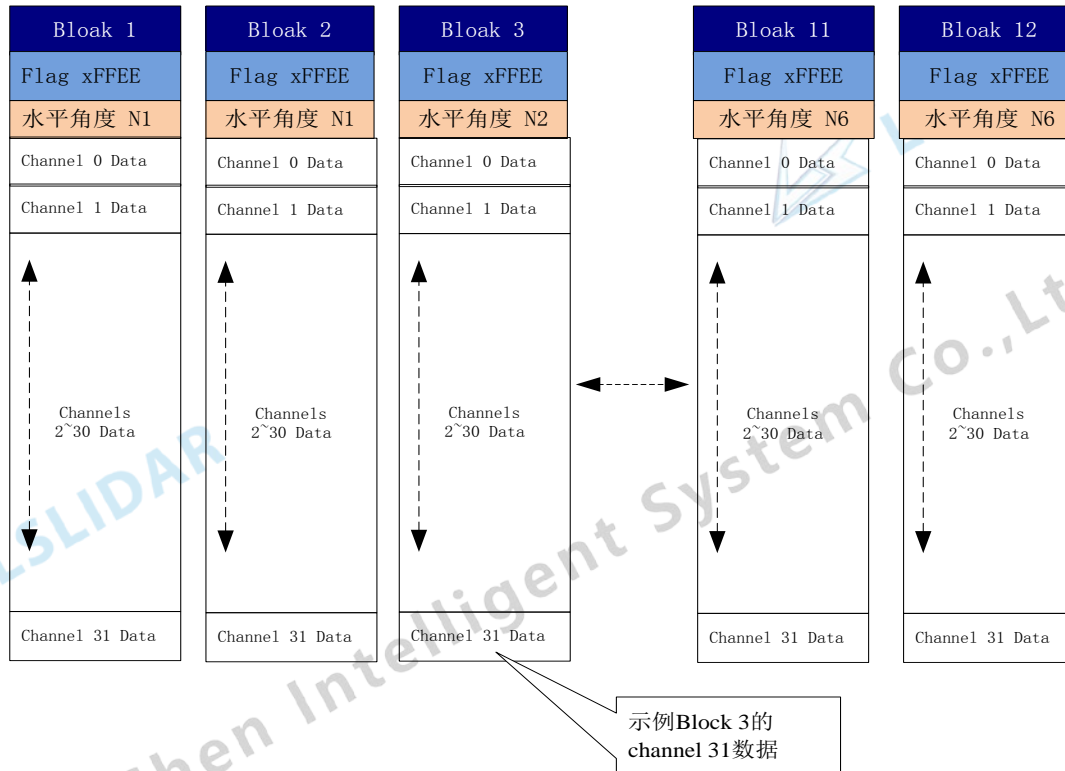 Bloak 1
Flag xFFEE
水平角度 N1
Channel 0 Data
Channel 1 Data
Channels
2~30 Data
Channel 31 Data
Bloak 2
Flag xFFEE
水平角度 N1
Channel 0 Data
Channel 1 Data
Channels
2~30 Data
Channel 31 Data
Bloak 3
Flag xFFEE
水平角度 N2
Channel 0 Data
Channel 1 Data
Channels
2~30 Data
Channel 31 Data
Bloak 11
Flag xFFEE
水平角度 N6
Channel 0 Data
Channel 1 Data
Channels
2~30 Data
Channel 31 Data
Bloak 12
Flag xFFEE
水平角度 N6
Channel 0 Data
Channel 1 Data
Channels
2~30 Data
Channel 31 Data
示例Block 3的
channel 31数据
LSLIDAR
Intelligent System Co.,Lt